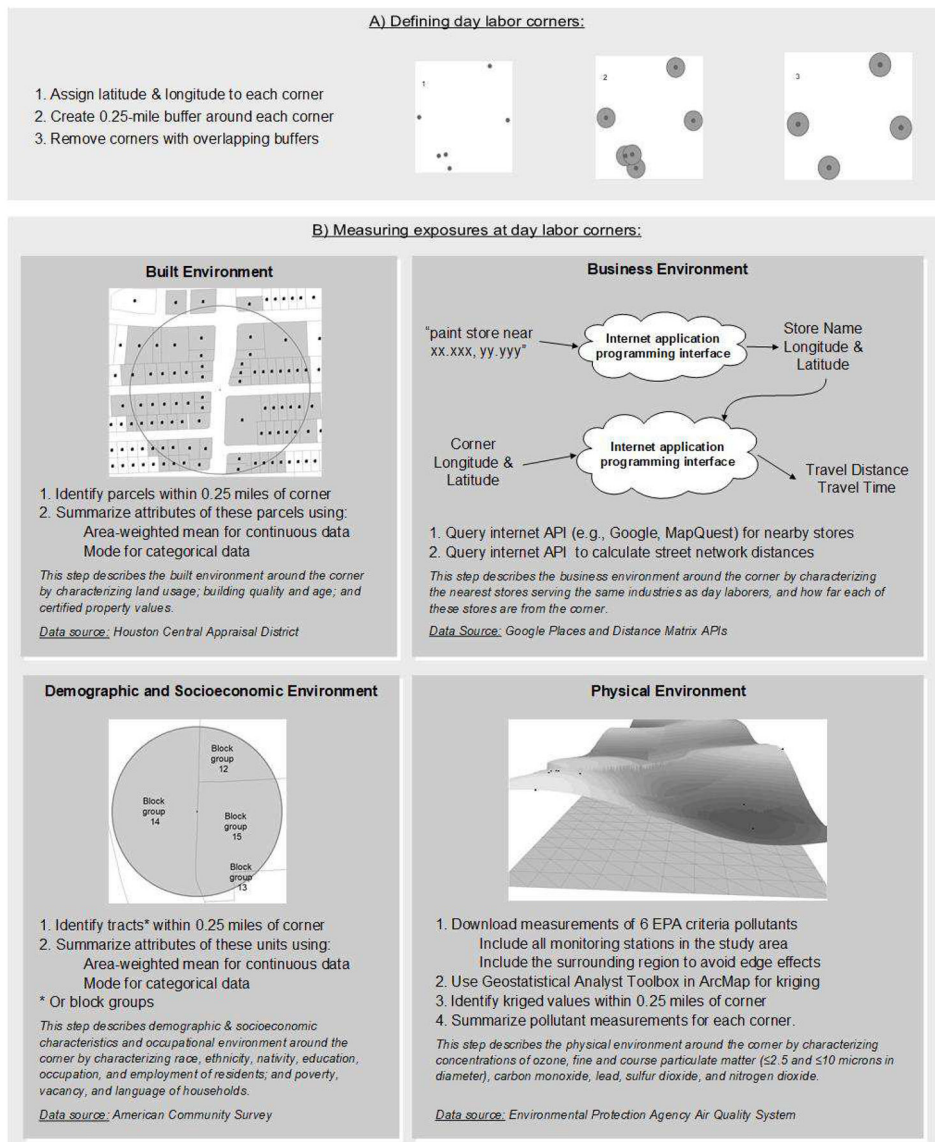 A) Defining day labor corners:
1. Assign latitude & longitude to each corner
2. Create 0.25-mile buffer around each corner
3. Remove corners with overlapping buffers
1
2
3
B) Measuring exposures at day labor corners:
Built Environment
1. Identify parcels within 0.25 miles of corner
2. Summarize attributes of these parcels using:
Area-weighted mean for continuous data
Mode for categorical data
This step describes the built environment around the corner
by characterizing land usage; building quality and age; and
certified property values.
Data source: Houston Central Appraisal District
Business Environment
"paint store near
xx.xxx, yy.yyy"
Internet application
programming interface
Store Name
Longitude &
Latitude
Corner
Longitude &
Latitude
Internet application
programming interface
Travel Distance
Travel Time
1. Query internet API (e.g., Google, MapQuest) for nearby stores
2. Query internet API to calculate street network distances
This step describes the business environment around the corner by characterizing
the nearest stores serving the same industries as day laborers, and how far each of
these stores are from the corner.
Data Source: Google Places and Distance Matrix APIs
Demographic and Socioeconomic Environment
Block
group
12
Block
group
14
Block
group
15
Block
group
13
1. Identify tracts* within 0.25 miles of corner
2. Summarize attributes of these units using:
Area-weighted mean for continuous data
Mode for categorical data
* Or block groups
This step describes demographic & socioeconomic
characteristics and occupational environment around the
corner by characterizing race, ethnicity, nativity, education,
occupation, and employment of residents; and poverty,
vacancy, and language of households.
Data source: American Community Survey
Physical Environment
1. Download measurements of 6 EPA criteria pollutants
Include all monitoring stations in the study area
Include the surrounding region to avoid edge effects
2. Use Geostatistical Analyst Toolbox in ArcMap for kriging
3. Identify kriged values within 0.25 miles of corner
4. Summarize pollutant measurements for each corner.
This step describes the physical environment around the corner by characterizing
concentrations of ozone, fine and course particulate matter (≤2.5 and ≤10 microns in
diameter), carbon monoxide, lead, sulfur dioxide, and nitrogen dioxide.
Data source: Environmental Protection Agency Air Quality System